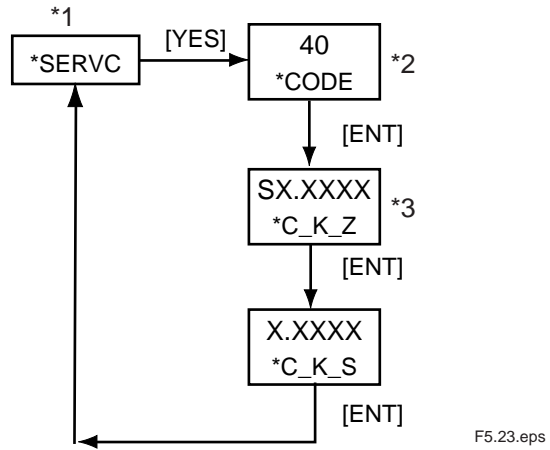 *1
*SERVC
[YES]
40
*CODE
*2
[ENT]
SX.XXXX
*C_K_Z
*3
[ENT]
X.XXXX
*C_K_S
[ENT]
F5.23.eps